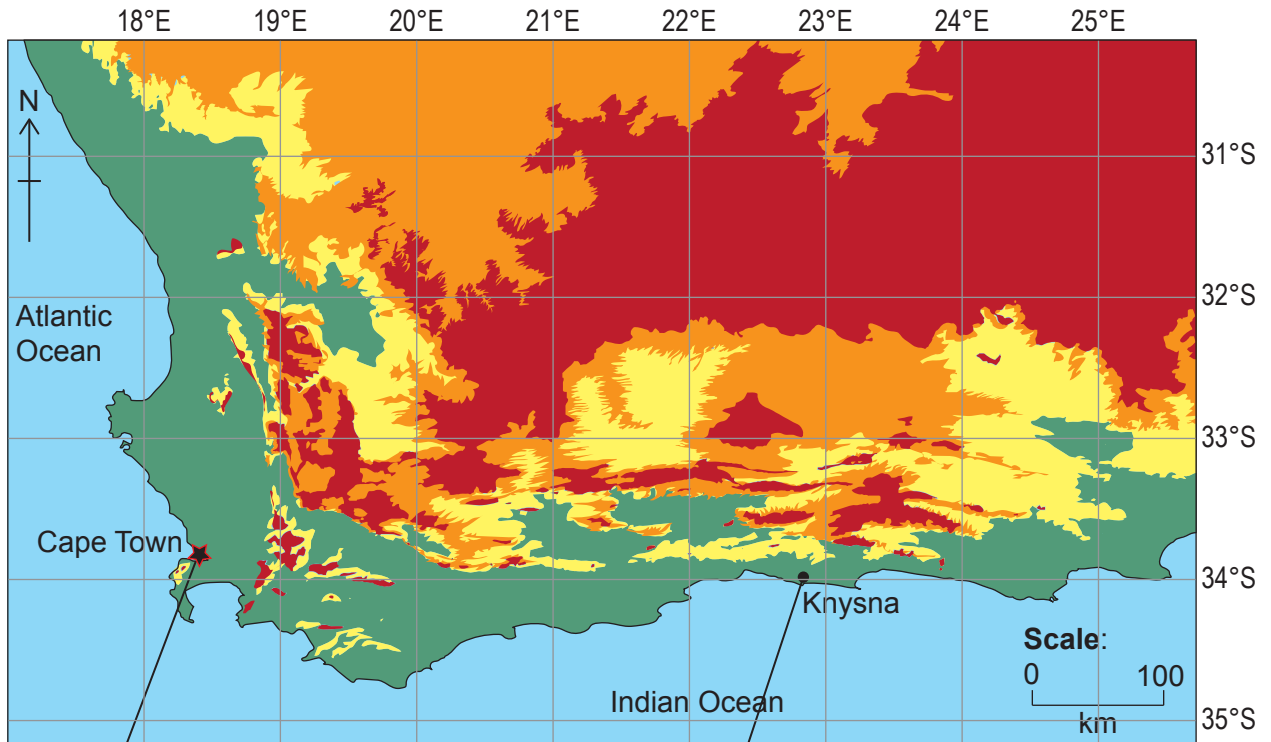 18°E 19°E 20°E 21°E 22°E 23°E 24°E 25°E
N
31°S
32°S
Atlantic
Ocean
33°S
Cape Town
34°S
Knysna
Scale:
0 100
km
Indian Ocean
35°S